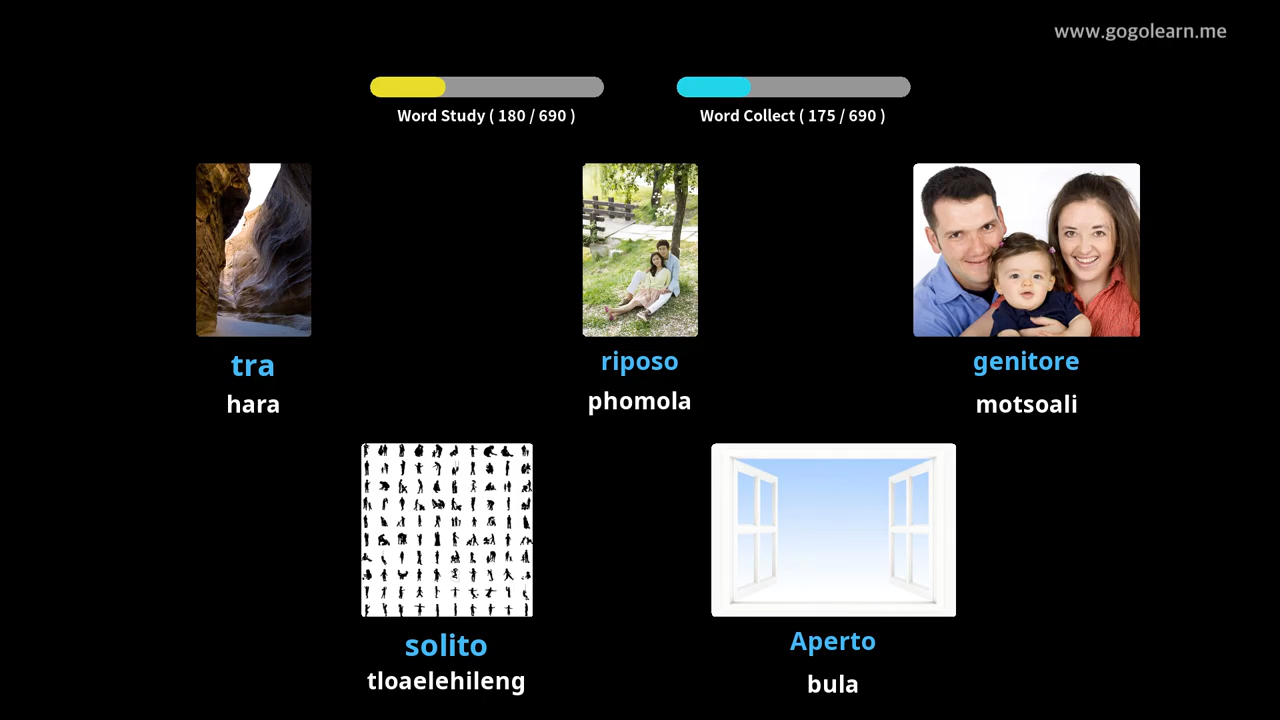 www.gogolearn.me
Word Study ( 180 / 690 )
Word Collect ( 175 / 690 )
tra
hara
riposo
phomola
genitore
motsoali
solito
tloaelehileng
Aperto
bula